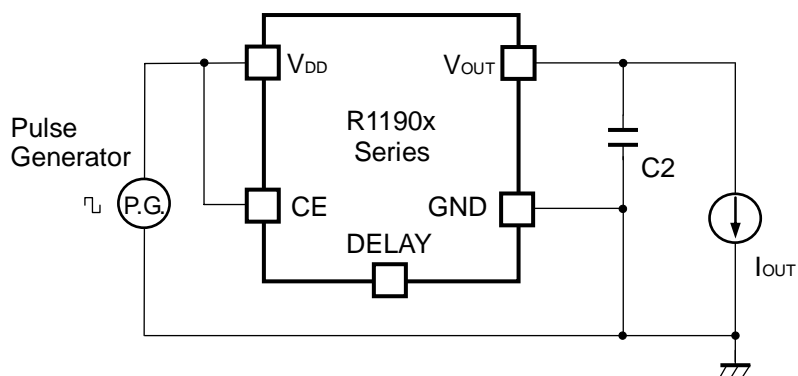 VDD
VOUT
R1190x
Series
Pulse
Generator
P.G.
CE
GND
C2
DELAY
IOUT